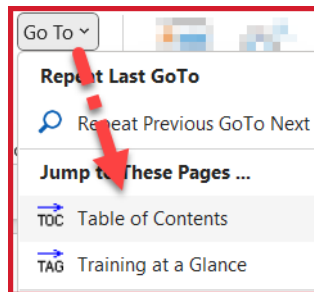 Go To
Repeat Last GoTo
Repeat Previous GoTo Next
Jump to These Pages ...
TOC Table of Contents
TAG Training at a Glance